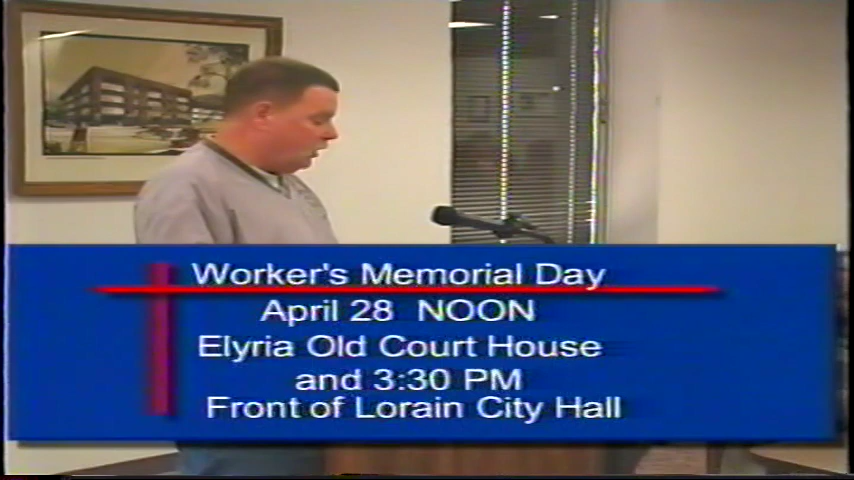 Worker's Memorial Day
April 28 NOON
Elyria Old Court House
and 3:30 PM
Front of Lorain City Hall